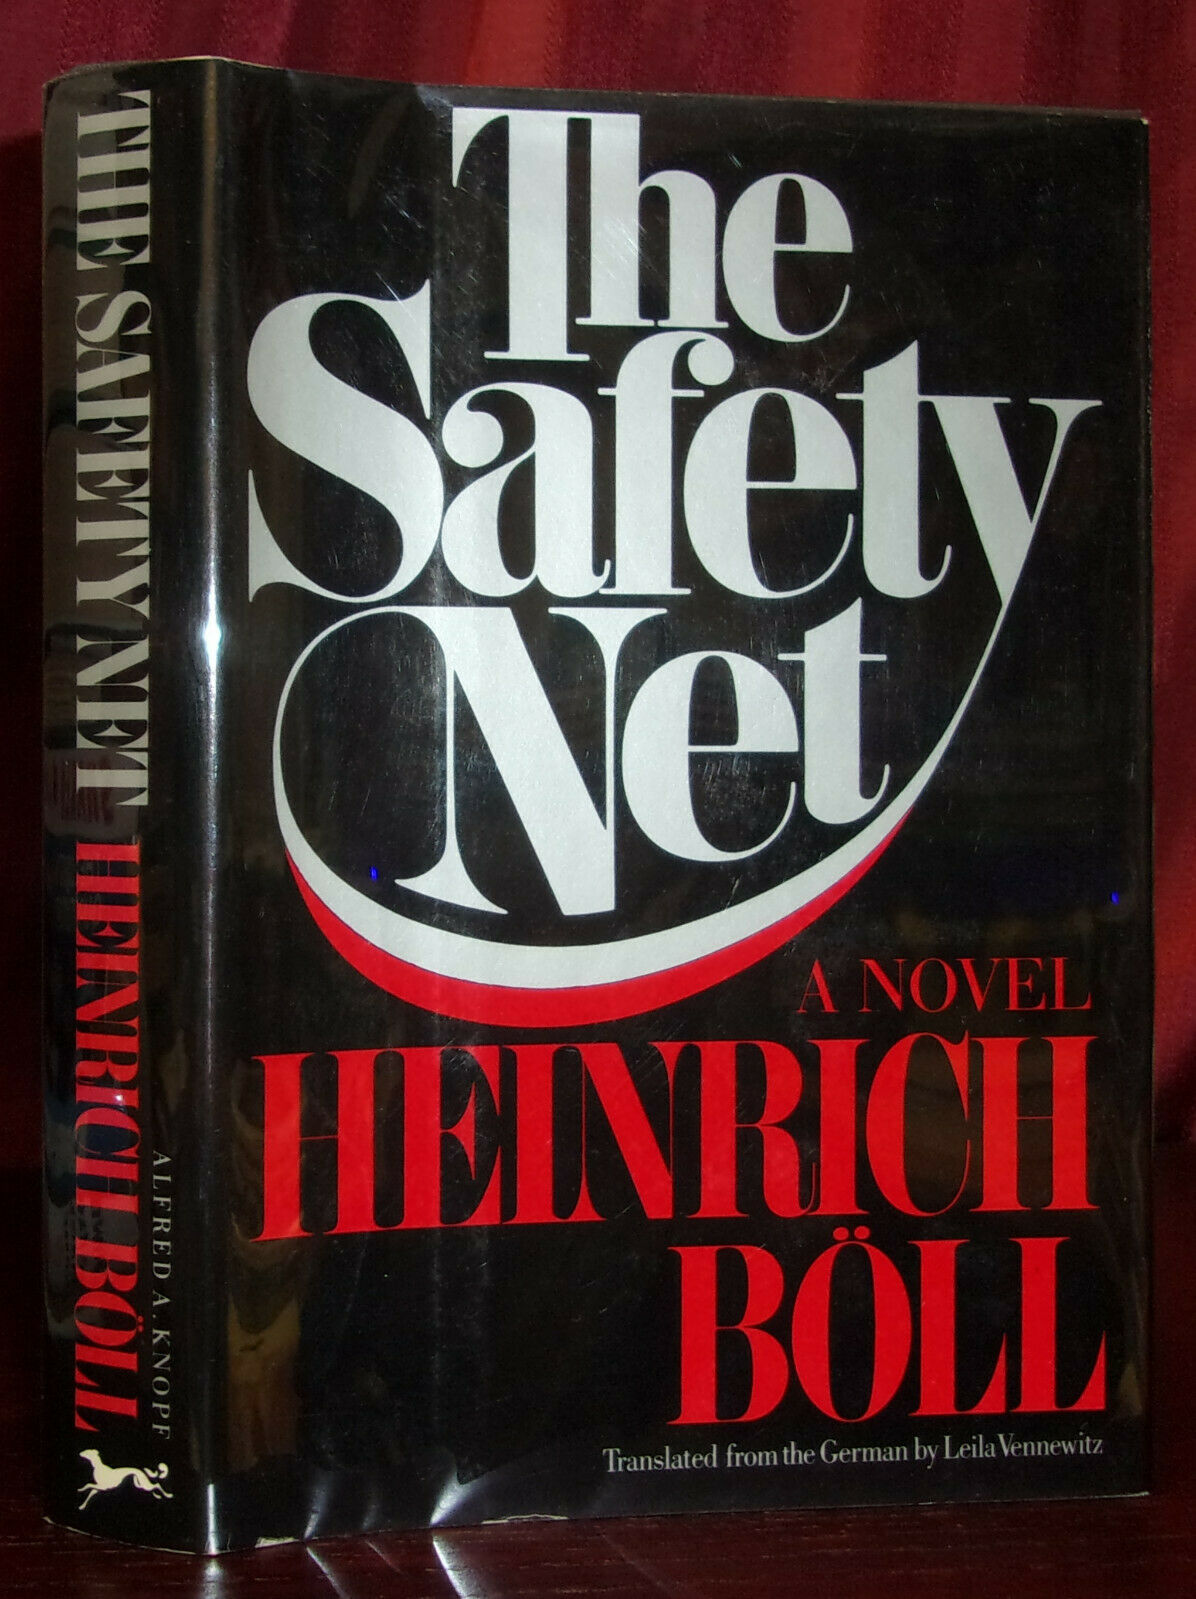 THE SAFETY NET HEINRICH BÖLL
ALFRED A. KNOPF
The
Safety
Net
A NOVEL
HEINRICH
BÖLL
Translated from the German by Leila Vennewitz